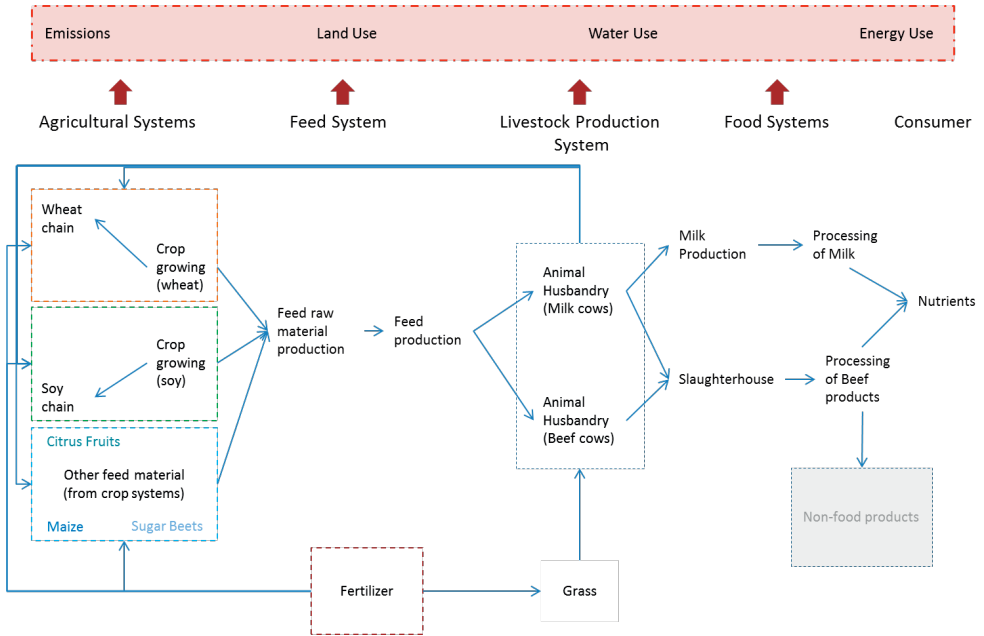 Emissions
Land Use
Water Use
Energy Use
Agricultural Systems
Feed System
Livestock Production
System
Food Systems
Consumer
Wheat
chain
Crop
growing
(wheat)
Crop
growing
(soy)
Soy
chain
Citrus Fruits
Other feed material
(from crop systems)
Maize
Sugar Beets
Feed raw
material
production
Feed
production
Animal
Husbandry
(Milk cows)
Animal
Husbandry
(Beef cows)
Milk
Production
Processing
of Milk
Nutrients
Slaughterhouse
Processing
of Beef
products
Non-food products
Fertilizer
Grass